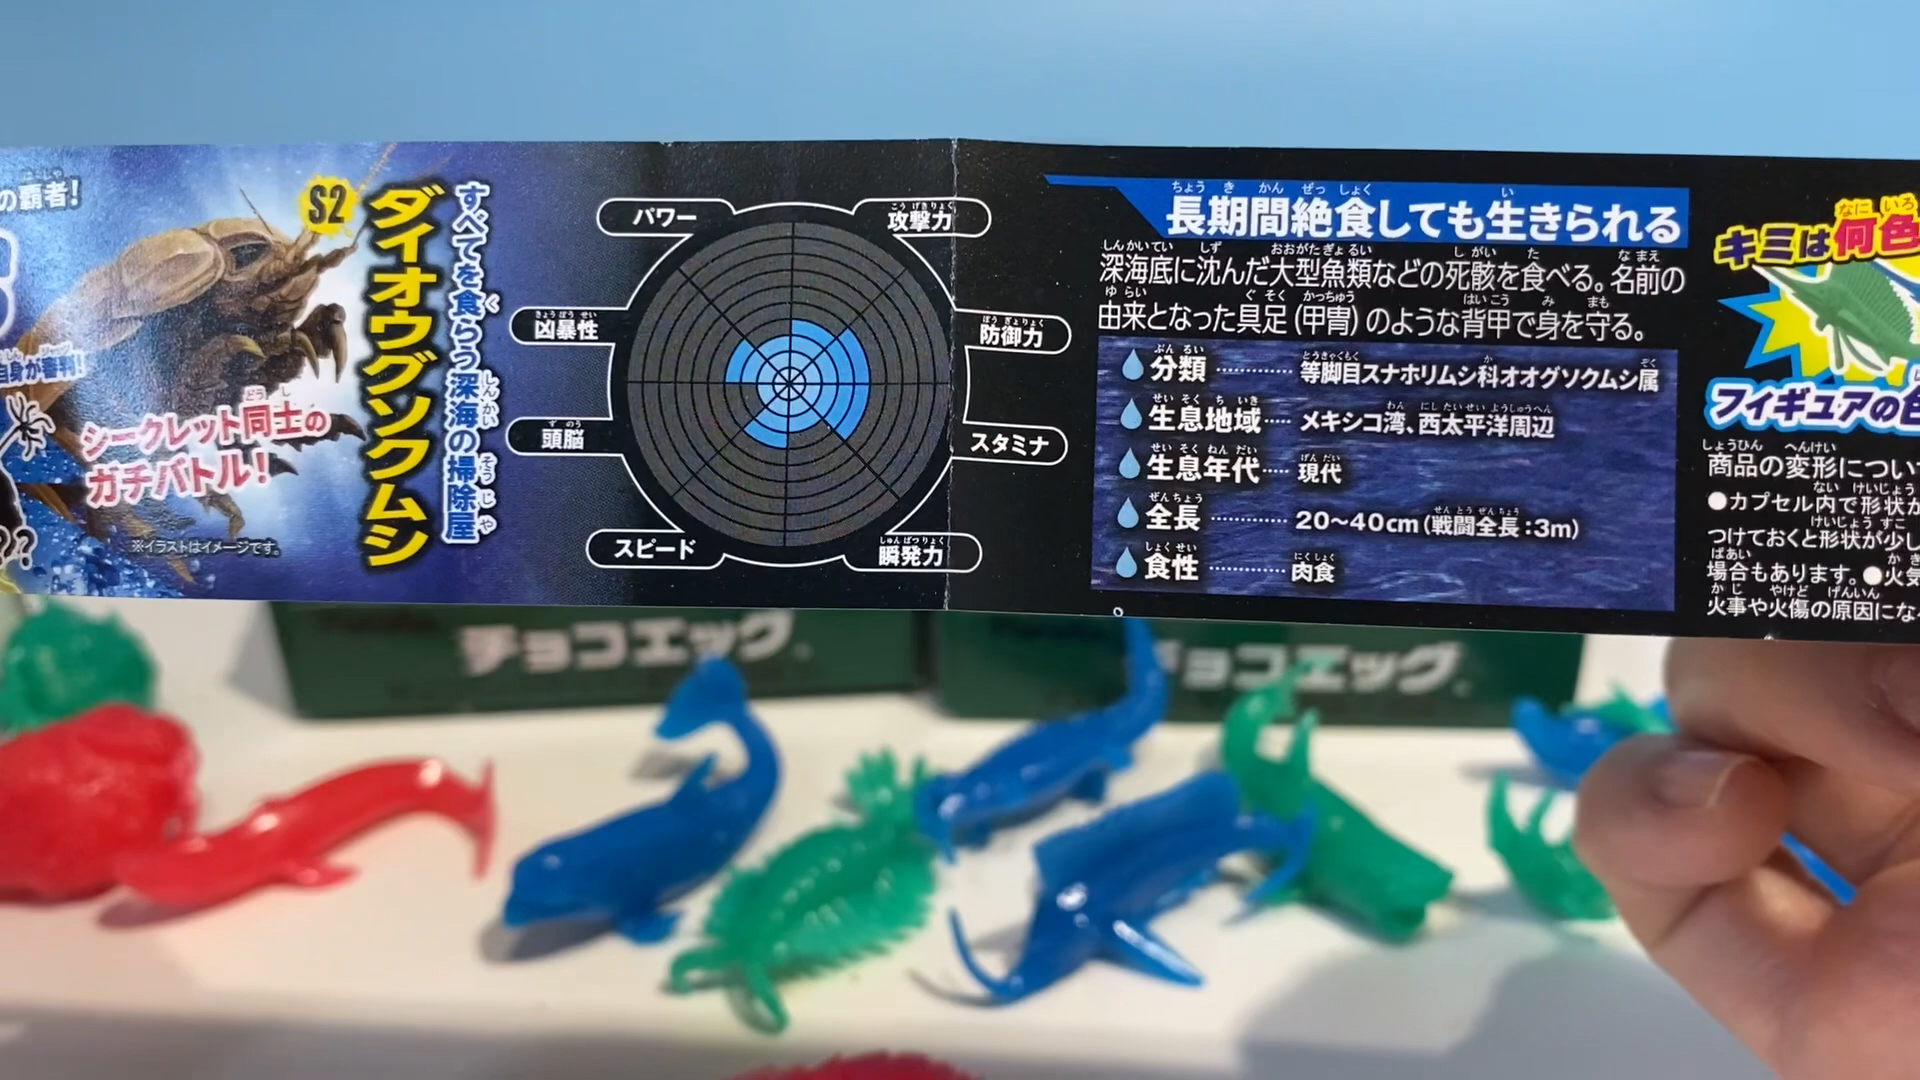 の覇者!
自身が審判!
シークレット同士の
ガチバトル!
※イラストはイメージです。
S2
ダイオウグソクムシ
すべてを食らう深海の掃除屋
パワー
攻撃力
凶暴性
防御力
頭脳
スタミナ
スピード
瞬発力
長期間絶食しても生きられる
深海底に沈んだ大型魚類などの死骸を食べる。名前の
由来となった具足(甲冑)のような背甲で身を守る。
分類 ………… 等脚目スナホリムシ科オオグソクムシ属
生息地域 …… メキシコ湾、西太平洋周辺
生息年代 …… 現代
全長 ………… 20〜40cm(戦闘全長:3m)
食性 ………… 肉食
キミは何色
フィギュアの色
商品の変形につい
●カプセル内で形状が
つけておくと形状が少し
場合もあります。●火気
火事や火傷の原因にな
チョコエッグ
チョコエッグ